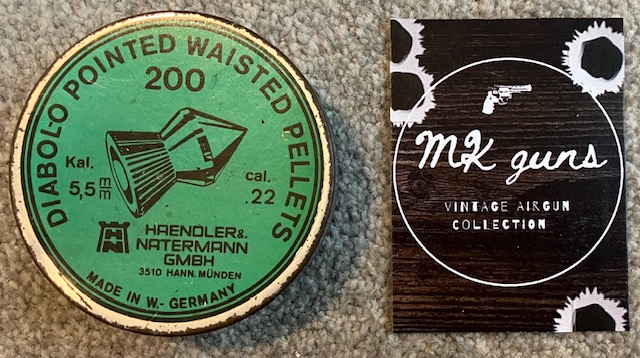 DIABOLO POINTED WAISTED PELLETS
200
Kal.
5,5 EIE
cal.
.22
HAENDLER &
NATERMANN
GMBH
3510 HANN. MÜNDEN
MADE IN W.- GERMANY
MK guns
VINTAGE AIRGUN
COLLECTION